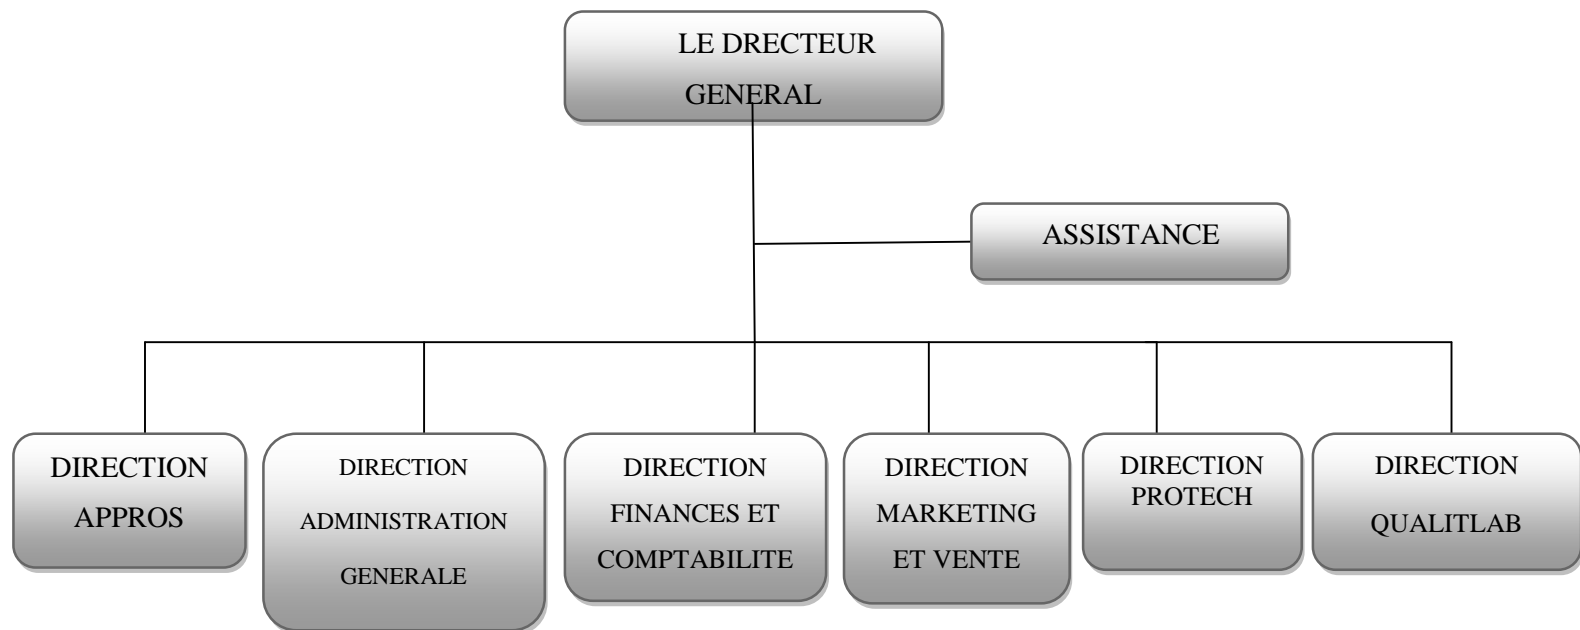 LE DRECTEUR
GENERAL
ASSISTANCE
DIRECTION
APPROS
DIRECTION
ADMINISTRATION
GENERALE
DIRECTION
FINANCES ET
COMPTABILITE
DIRECTION
MARKETING
ET VENTE
DIRECTION
PROTECH
DIRECTION
QUALITLAB